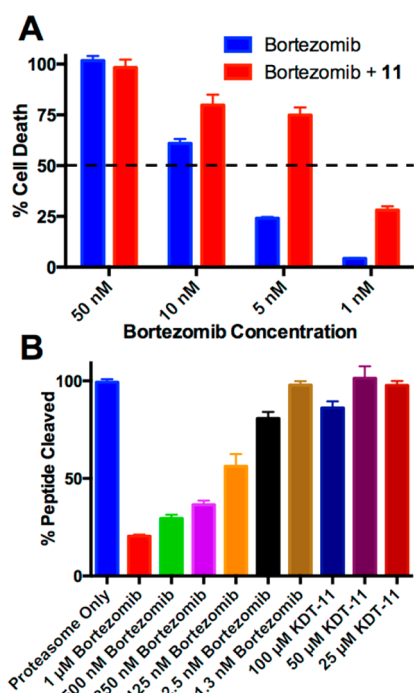 A
Bortezomib
Bortezomib + 11
% Cell Death
100
75
50
25
0
50 nM
10 nM
5 nM
1 nM
Bortezomib Concentration
B
% Peptide Cleaved
100
50
0
Proteasome Only
1 µM Bortezomib
500 nM Bortezomib
250 nM Bortezomib
125 nM Bortezomib
2.5 nM Bortezomib
1.3 nM Bortezomib
100 µM KDT-11
50 µM KDT-11
25 µM KDT-11